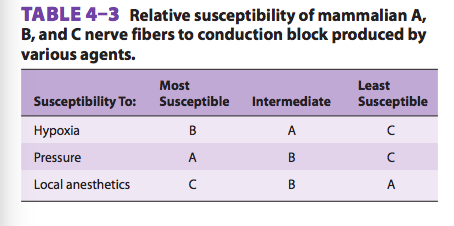 TABLE 4–3 Relative susceptibility of mammalian A,
B, and C nerve fibers to conduction block produced by
various agents.
Susceptibility To: Most Susceptible Intermediate Least Susceptible
Hypoxia B A C
Pressure A B C
Local anesthetics C B A